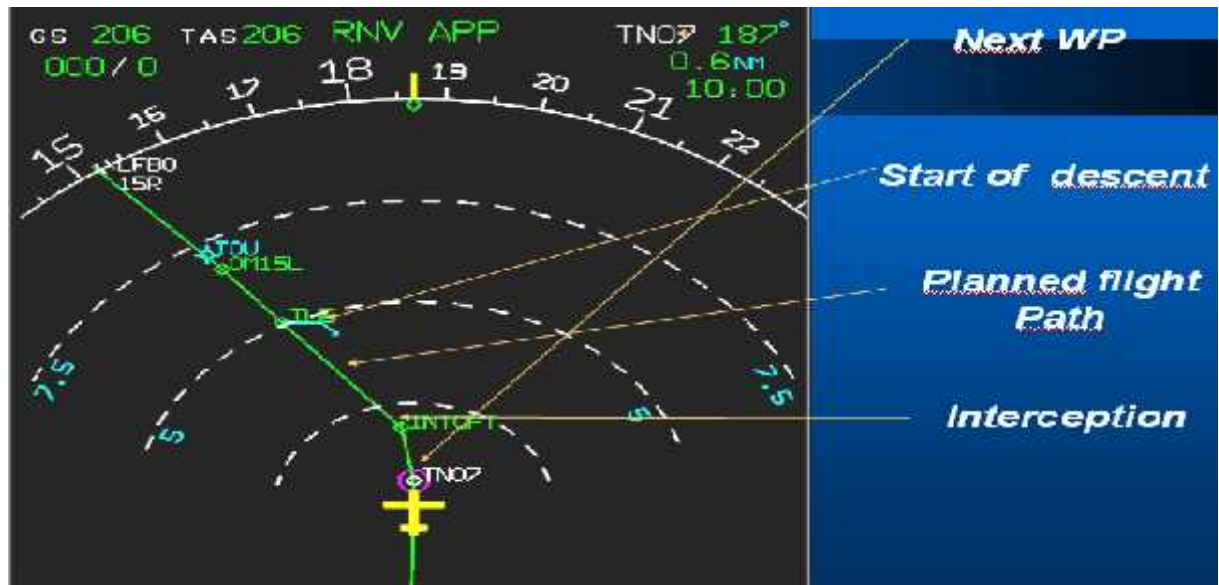 GS 206 TAS 206 RNV APP TN07 187°
000/0 0.6NM
10:00
15 16 17 18 19 20 21 22
LFBO
15R
TOU
OM15L
INTCPT
TN07
7.5 5 5 7.5
Next WP
Start of descent
Planned flight
Path
Interception